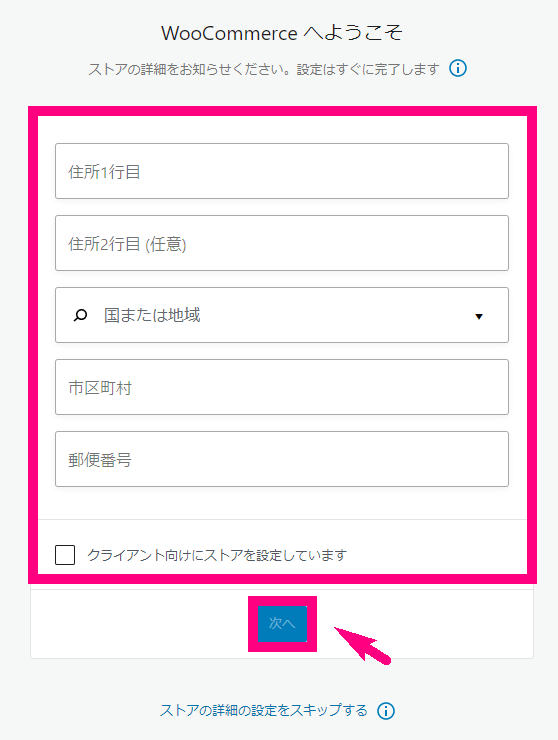 WooCommerce へようこそ
ストアの詳細をお知らせください。設定はすぐに完了します
住所1行目
住所2行目 (任意)
国または地域
市区町村
郵便番号
クライアント向けにストアを設定しています
次へ
ストアの詳細の設定をスキップする